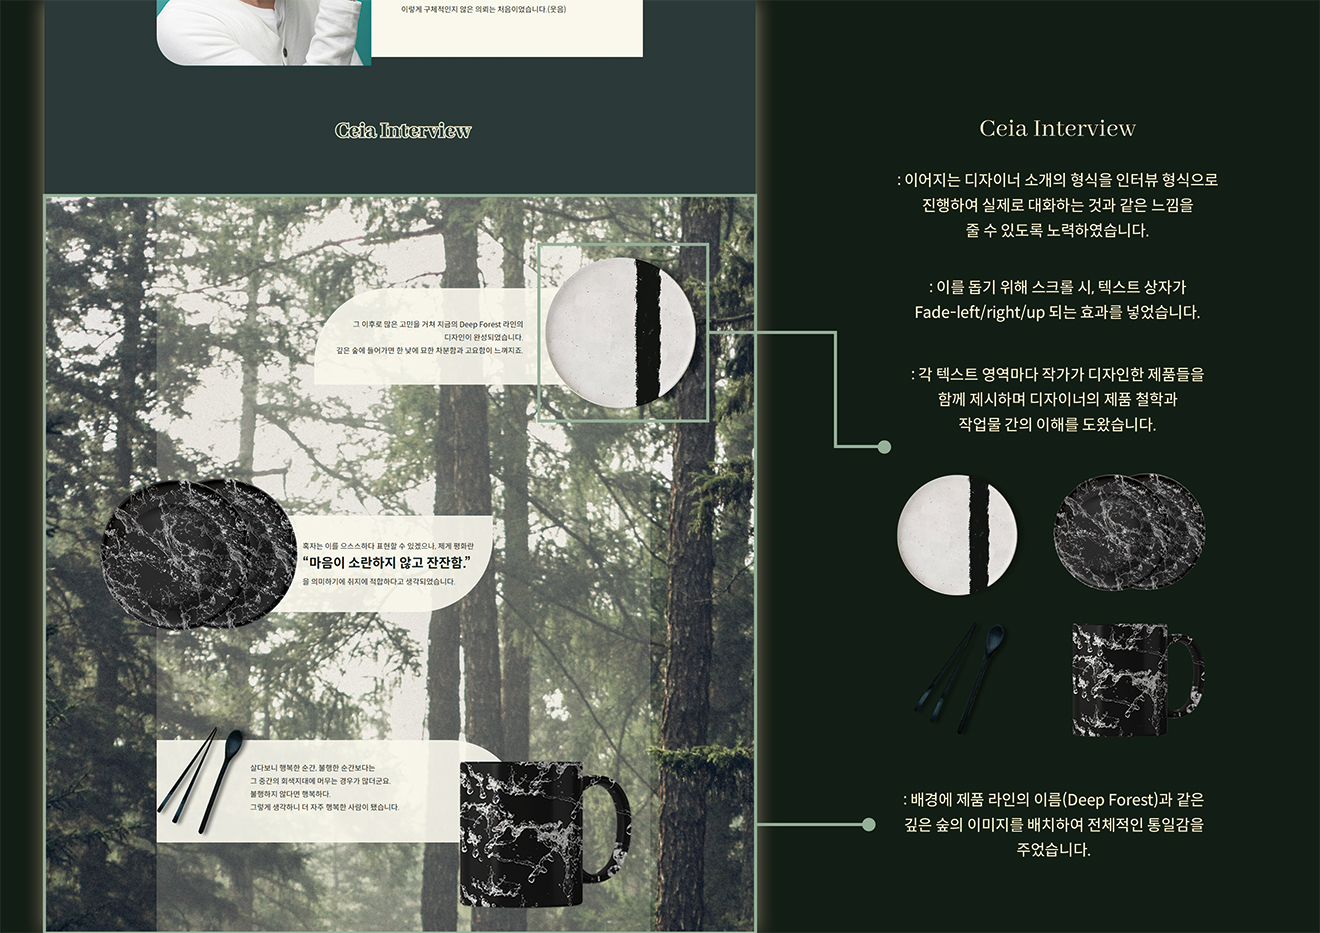 이렇게 구체적인지 않은 의뢰는 처음이었습니다.(웃음)
Ceia Interview
그 이후로 많은 고민을 거쳐 지금의 Deep Forest 라인의
디자인이 완성되었습니다.
깊은 숲에 들어가면 한 낮에 묘한 차분함과 고요함이 느껴지죠.
혹자는 이를 으스스하다 표현할 수 있겠으나, 제게 평화란
“마음이 소란하지 않고 잔잔함.”
을 의미하기에 취지에 적합하다고 생각되었습니다.
살다보니 행복한 순간, 불행한 순간보다는
그 중간의 회색지대에 머무는 경우가 많더군요.
불행하지 않다면 행복하다.
그렇게 생각하니 더 자주 행복한 사람이 됐습니다.
Ceia Interview
: 이어지는 디자이너 소개의 형식을 인터뷰 형식으로
진행하여 실제로 대화하는 것과 같은 느낌을
줄 수 있도록 노력하였습니다.
: 이를 돕기 위해 스크롤 시, 텍스트 상자가
Fade-left/right/up 되는 효과를 넣었습니다.
: 각 텍스트 영역마다 작가가 디자인한 제품들을
함께 제시하며 디자이너의 제품 철학과
작업물 간의 이해를 도왔습니다.
: 배경에 제품 라인의 이름(Deep Forest)과 같은
깊은 숲의 이미지를 배치하여 전체적인 통일감을
주었습니다.